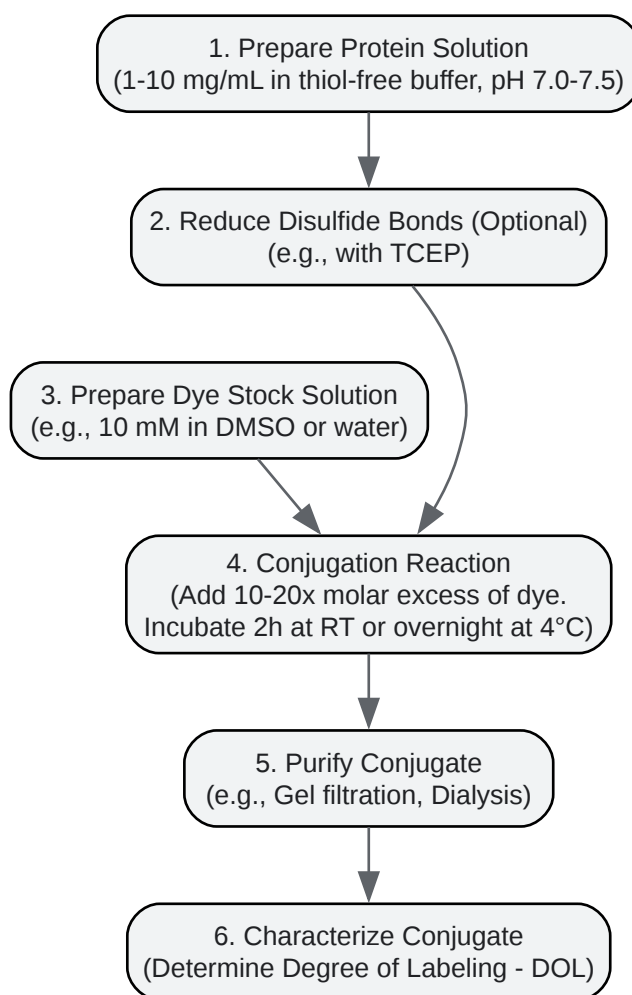 1. Prepare Protein Solution
(1-10 mg/mL in thiol-free buffer, pH 7.0-7.5)
2. Reduce Disulfide Bonds (Optional)
(e.g., with TCEP)
3. Prepare Dye Stock Solution
(e.g., 10 mM in DMSO or water)
4. Conjugation Reaction
(Add 10-20x molar excess of dye.
Incubate 2h at RT or overnight at 4°C)
5. Purify Conjugate
(e.g., Gel filtration, Dialysis)
6. Characterize Conjugate
(Determine Degree of Labeling - DOL)